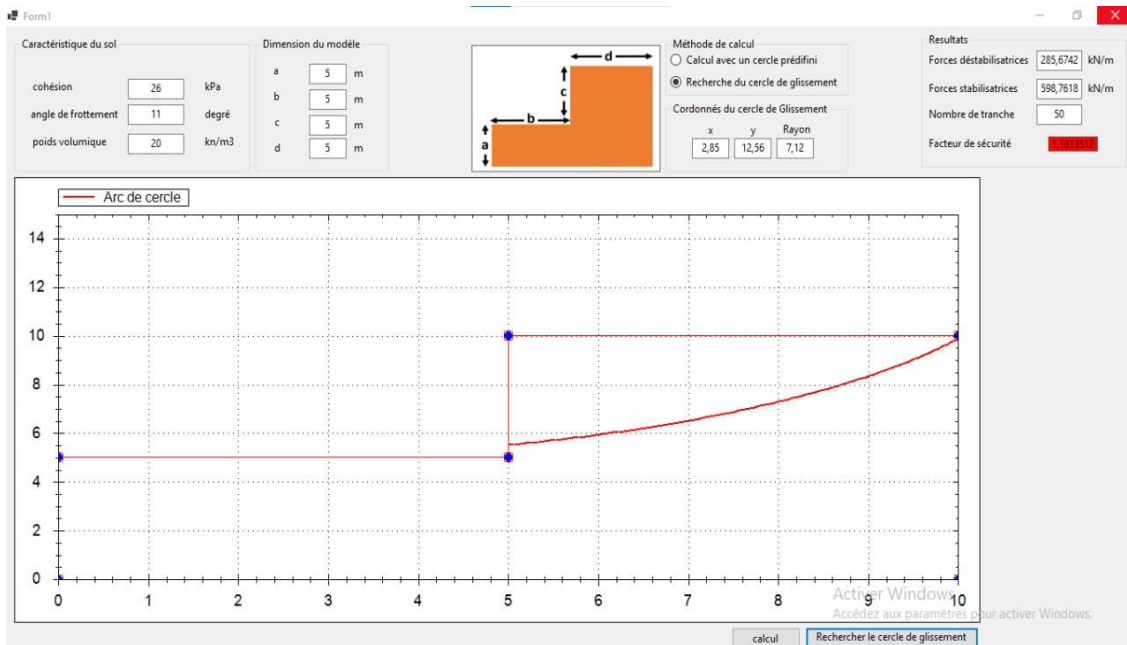 Form1
Caractéristique du sol
cohésion 26 kPa
angle de frottement 11 degré
poids volumique 20 kn/m3
Dimension du modèle
a 5 m
b 5 m
c 5 m
d 5 m
d
c
b
a
Méthode de calcul
Calcul avec un cercle prédifini
Recherche du cercle de glissement
Cordonnés du cercle de Glissement
x y Rayon
2,85 12,56 7,12
Resultats
Forces déstabilisatrices 285,6742 kN/m
Forces stabilisatrices 598,7618 kN/m
Nombre de tranche 50
Facteur de sécurité
Arc de cercle
14
12
10
8
6
4
2
0
0 1 2 3 4 5 6 7 8 9 10
Activer Windows
Accédez aux paramètres pour activer Windows.
calcul Rechercher le cercle de glissement